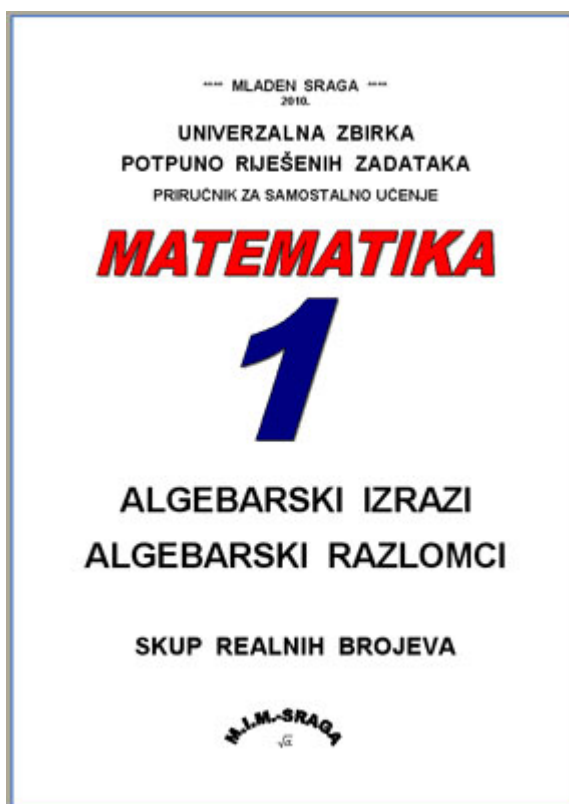 ---- MLADEN SRAGA ----
2010.
UNIVERZALNA ZBIRKA
POTPUNO RIJEŠENIH ZADATAKA
PRIRUČNIK ZA SAMOSTALNO UČENJE
MATEMATIKA
1
ALGEBARSKI IZRAZI
ALGEBARSKI RAZLOMCI
SKUP REALNIH BROJEVA
M.I.M.-SRAGA
√α